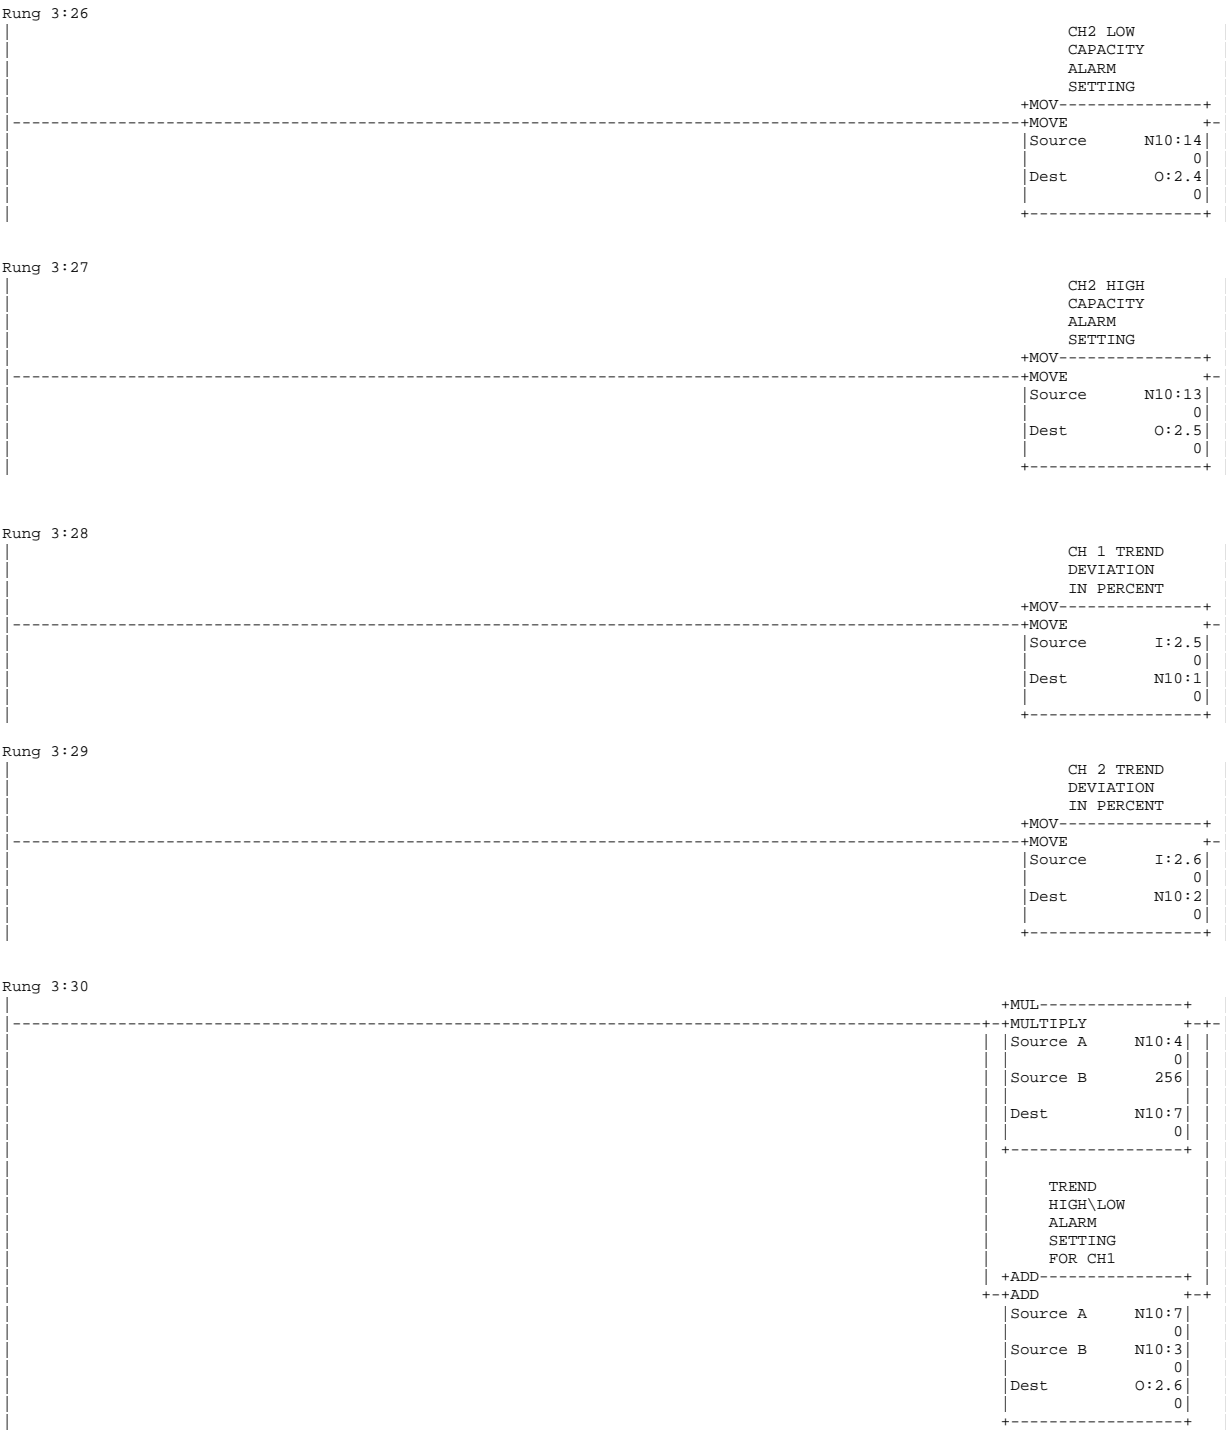 Rung 3:26
CH2 LOW
CAPACITY
ALARM
SETTING
+MOV---------------+
+MOVE +-
|Source N10:14|
| 0|
|Dest O:2.4|
| 0|
+------------------+
Rung 3:27
CH2 HIGH
CAPACITY
ALARM
SETTING
+MOV---------------+
+MOVE +-
|Source N10:13|
| 0|
|Dest O:2.5|
| 0|
+------------------+
Rung 3:28
CH 1 TREND
DEVIATION
IN PERCENT
+MOV---------------+
+MOVE +-
|Source I:2.5|
| 0|
|Dest N10:1|
| 0|
+------------------+
Rung 3:29
CH 2 TREND
DEVIATION
IN PERCENT
+MOV---------------+
+MOVE +-
|Source I:2.6|
| 0|
|Dest N10:2|
| 0|
+------------------+
Rung 3:30
+MUL---------------+
+-+MULTIPLY +-+-
| |Source A N10:4| |
| | 0| |
| |Source B 256| |
| | | |
| |Dest N10:7| |
| | 0| |
| +------------------+ |
TREND
HIGH\LOW
ALARM
SETTING
FOR CH1
| +ADD---------------+ |
+-+ADD +-+
|Source A N10:7|
| 0|
|Source B N10:3|
| 0|
|Dest O:2.6|
| 0|
+------------------+